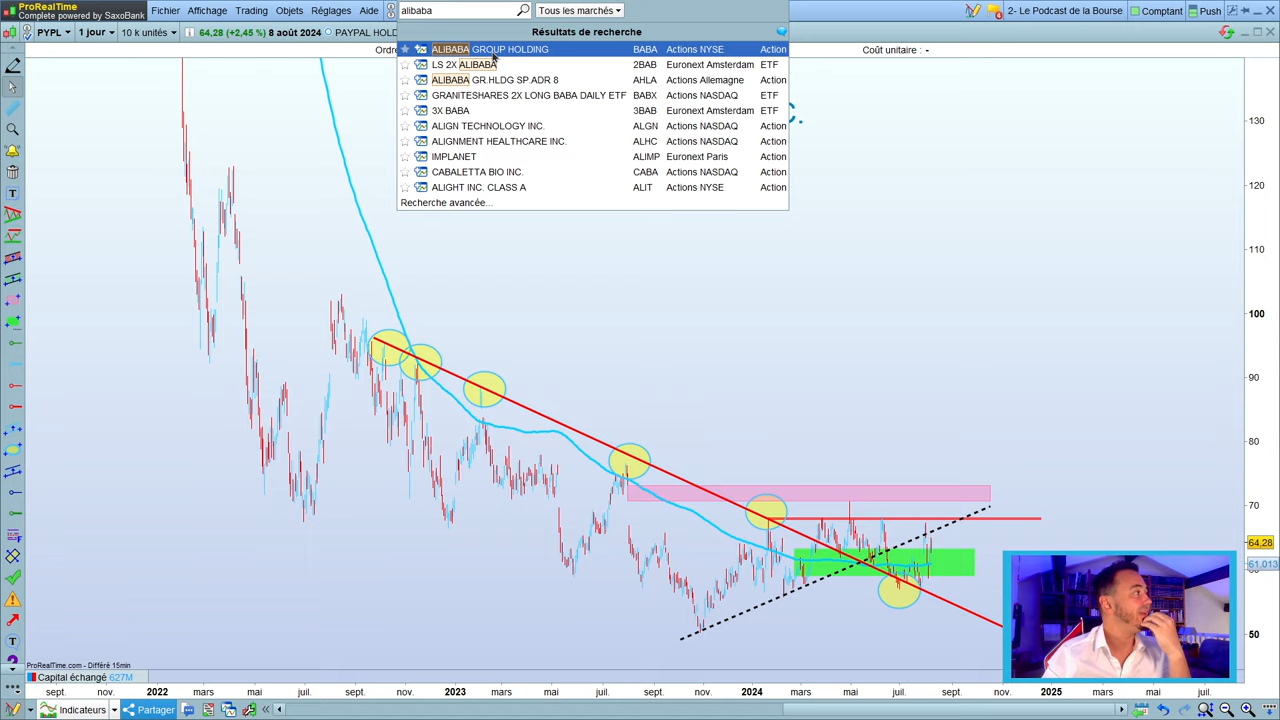 ProRealTime
Complete powered by SaxoBank
Fichier Affichage Trading Objets Réglages Aide
alibaba
Tous les marchés
2- Le Podcast de la Bourse
Comptant
Push
PYPL 1 jour 10 k unités 64,28 (+2,45 %) 8 août 2024 PAYPAL HOLD
Résultats de recherche
Ordre
Coût unitaire : -
ALIBABA GROUP HOLDING BABA Actions NYSE Action
LS 2X ALIBABA 2BAB Euronext Amsterdam ETF
ALIBABA GR.HLDG SP.ADR 8 AHLA Actions Allemagne Action
GRANITESHARES 2X LONG BABA DAILY ETF BABX Actions NASDAQ ETF
3X BABA 3BAB Euronext Amsterdam ETF
ALIGN TECHNOLOGY INC. ALGN Actions NASDAQ Action
ALIGNMENT HEALTHCARE INC. ALHC Actions NASDAQ Action
IMPLANET ALIMP Euronext Paris Action
CABALETTA BIO INC. CABA Actions NASDAQ Action
ALIGHT INC. CLASS A ALIT Actions NYSE Action
Recherche avancée...
C.
130
110
100
90
80
70
64,28
61,013
50
ProRealTime.com - Différé 15min
Capital échangé 627M
sept. nov. 2022 mars mai juil. sept. nov. 2023 mars mai juil. sept. nov. 2024 mars mai juil. sept. nov. 2025 mars mai juil.
Indicateurs
Partager